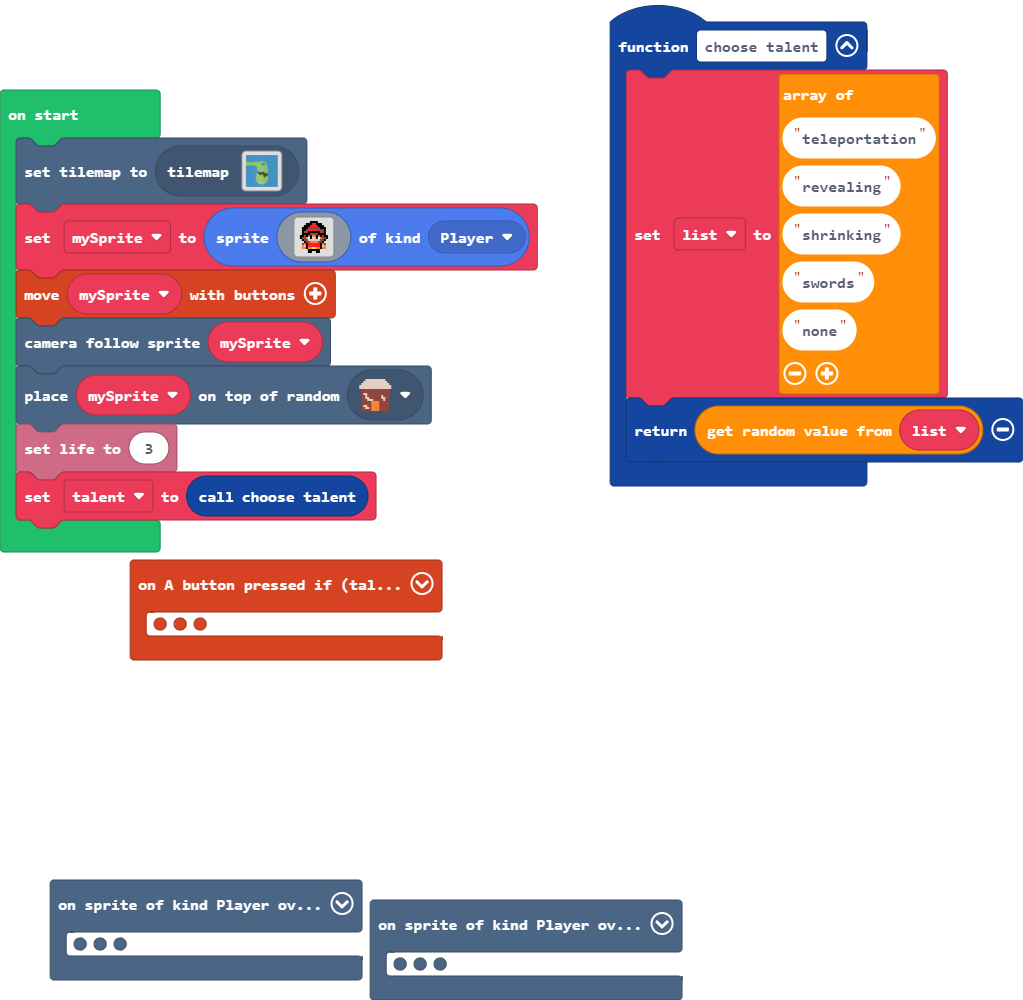 on start
set tilemap to tilemap
set mySprite to sprite of kind Player
move mySprite with buttons
camera follow sprite mySprite
place mySprite on top of random
set life to 3
set talent to call choose talent
function choose talent
array of
"teleportation"
"revealing"
set list to "shrinking"
"swords"
"none"
return get random value from list
on A button pressed if (tal...
on sprite of kind Player ov...
on sprite of kind Player ov...